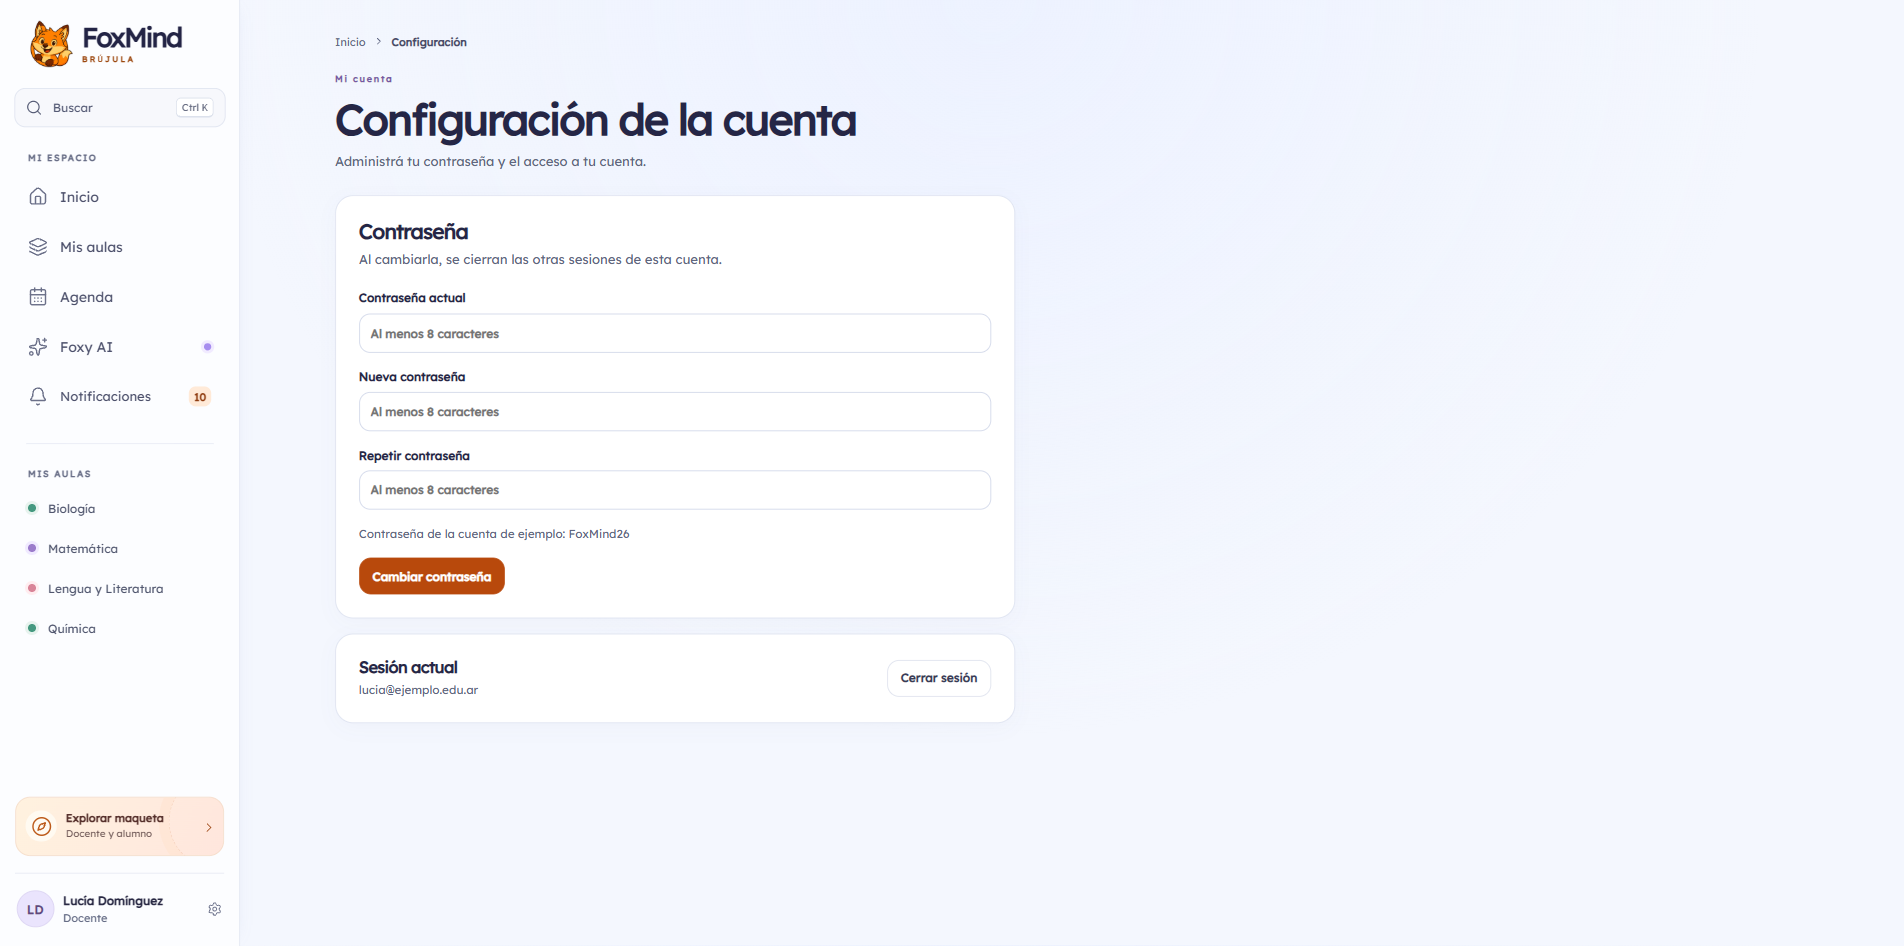 FoxMind
BRÚJULA
Buscar
Ctrl K
MI ESPACIO
Inicio
Mis aulas
Agenda
Foxy AI
Notificaciones
10
MIS AULAS
Biología
Matemática
Lengua y Literatura
Química
Explorar maqueta
Docente y alumno
LD
Lucía Domínguez
Docente
Inicio > Configuración
Mi cuenta
Configuración de la cuenta
Administrá tu contraseña y el acceso a tu cuenta.
Contraseña
Al cambiarla, se cierran las otras sesiones de esta cuenta.
Contraseña actual
Al menos 8 caracteres
Nueva contraseña
Al menos 8 caracteres
Repetir contraseña
Al menos 8 caracteres
Contraseña de la cuenta de ejemplo: FoxMind26
Cambiar contraseña
Sesión actual
lucia@ejemplo.edu.ar
Cerrar sesión